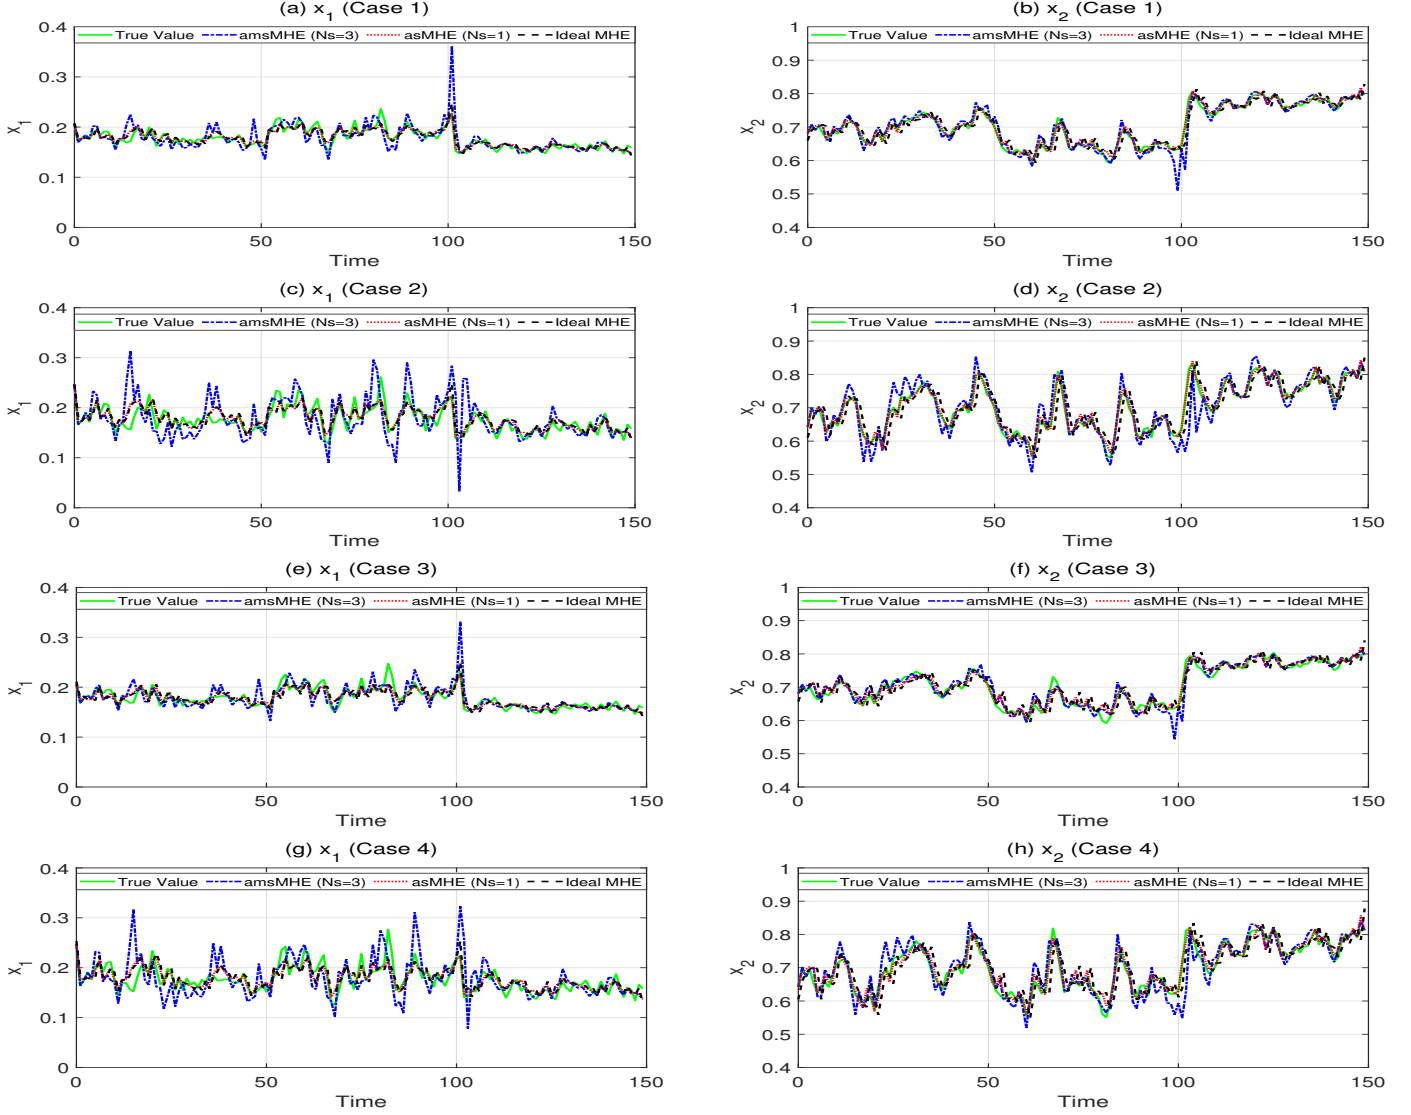 (a) x1 (Case 1)
True Value amsMHE (Ns=3) asMHE (Ns=1) Ideal MHE
0.4
0.3
0.2
0.1
0
x1
0 50 100 150
Time
(b) x2 (Case 1)
True Value amsMHE (Ns=3) asMHE (Ns=1) Ideal MHE
1
0.9
0.8
0.7
0.6
0.5
0.4
x2
0 50 100 150
Time
(c) x1 (Case 2)
True Value amsMHE (Ns=3) asMHE (Ns=1) Ideal MHE
0.4
0.3
0.2
0.1
0
x1
0 50 100 150
Time
(d) x2 (Case 2)
True Value amsMHE (Ns=3) asMHE (Ns=1) Ideal MHE
1
0.9
0.8
0.7
0.6
0.5
0.4
x2
0 50 100 150
Time
(e) x1 (Case 3)
True Value amsMHE (Ns=3) asMHE (Ns=1) Ideal MHE
0.4
0.3
0.2
0.1
0
x1
0 50 100 150
Time
(f) x2 (Case 3)
True Value amsMHE (Ns=3) asMHE (Ns=1) Ideal MHE
1
0.9
0.8
0.7
0.6
0.5
0.4
x2
0 50 100 150
Time
(g) x1 (Case 4)
True Value amsMHE (Ns=3) asMHE (Ns=1) Ideal MHE
0.4
0.3
0.2
0.1
0
x1
0 50 100 150
Time
(h) x2 (Case 4)
True Value amsMHE (Ns=3) asMHE (Ns=1) Ideal MHE
1
0.9
0.8
0.7
0.6
0.5
0.4
x2
0 50 100 150
Time